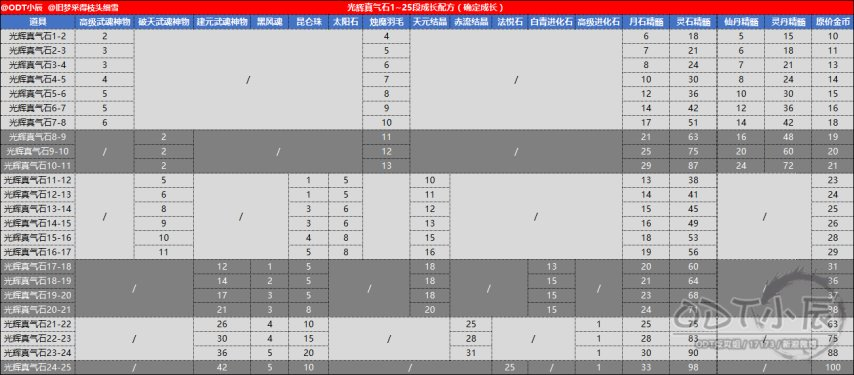 @ODT小辰 @旧梦采得枝头细雪 光辉真气石1~25段成长配方（确定成长）
道具 高级武魂神物 破天武魂神物 建元武魂神物 黑风魂 昆仑珠 太阳石 烛魔羽毛 天元结晶 赤流结晶 法悦石 白青进化石 高级进化石 月石精髓 灵石精髓 仙丹精髓 灵丹精髓 原价金币
光辉真气石1-2 2 4 6 18 5 15 10
光辉真气石2-3 3 5 7 21 6 18 11
光辉真气石3-4 3 6 8 24 7 21 13
光辉真气石4-5 4 7 10 30 8 24 14
光辉真气石5-6 5 / 8 / 12 36 10 30 15
光辉真气石6-7 5 9 14 42 12 36 16
光辉真气石7-8 6 10 17 51 14 42 18
光辉真气石8-9 2 11 21 63 16 48 19
光辉真气石9-10 / 2 / 12 / 25 75 20 60 20
光辉真气石10-11 2 13 29 87 24 72 21
光辉真气石11-12 5 1 5 10 13 38 23
光辉真气石12-13 6 1 5 11 14 41 24
光辉真气石13-14 8 3 6 12 15 45 25
光辉真气石14-15 / 9 / 3 6 / 13 / 16 49 / 26
光辉真气石15-16 10 4 8 15 18 53 28
光辉真气石16-17 11 5 8 16 19 56 29
光辉真气石17-18 12 1 5 18 13 20 60 31
光辉真气石18-19 / 14 2 5 / 18 / 15 / 21 64 / 36
光辉真气石19-20 17 3 5 18 15 23 68 37
光辉真气石20-21 21 3 8 20 15 24 71 38
光辉真气石21-22 26 4 10 25 1 25 75 63
光辉真气石22-23 / 30 4 15 / 28 / 1 28 83 / 75
光辉真气石23-24 36 5 20 31 1 30 90 88
光辉真气石24-25 / 42 5 10 / 25 / 1 33 98 / 100
ODT小辰